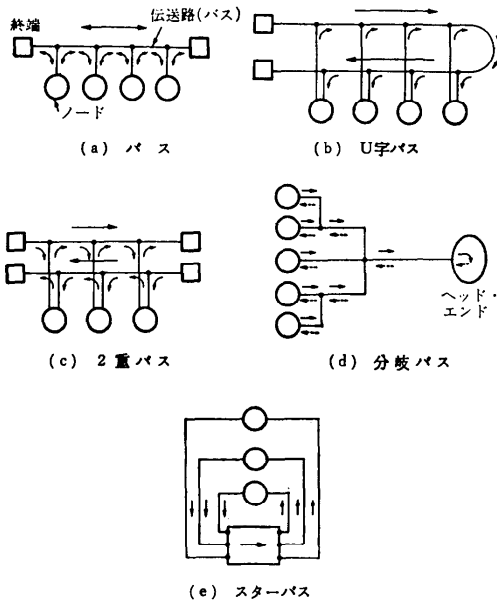 終端
伝送路(バス)
ノード
(a) バス
(b) U字バス
(c) 2重バス
ヘッド・
エンド
(d) 分岐バス
(e) スターバス